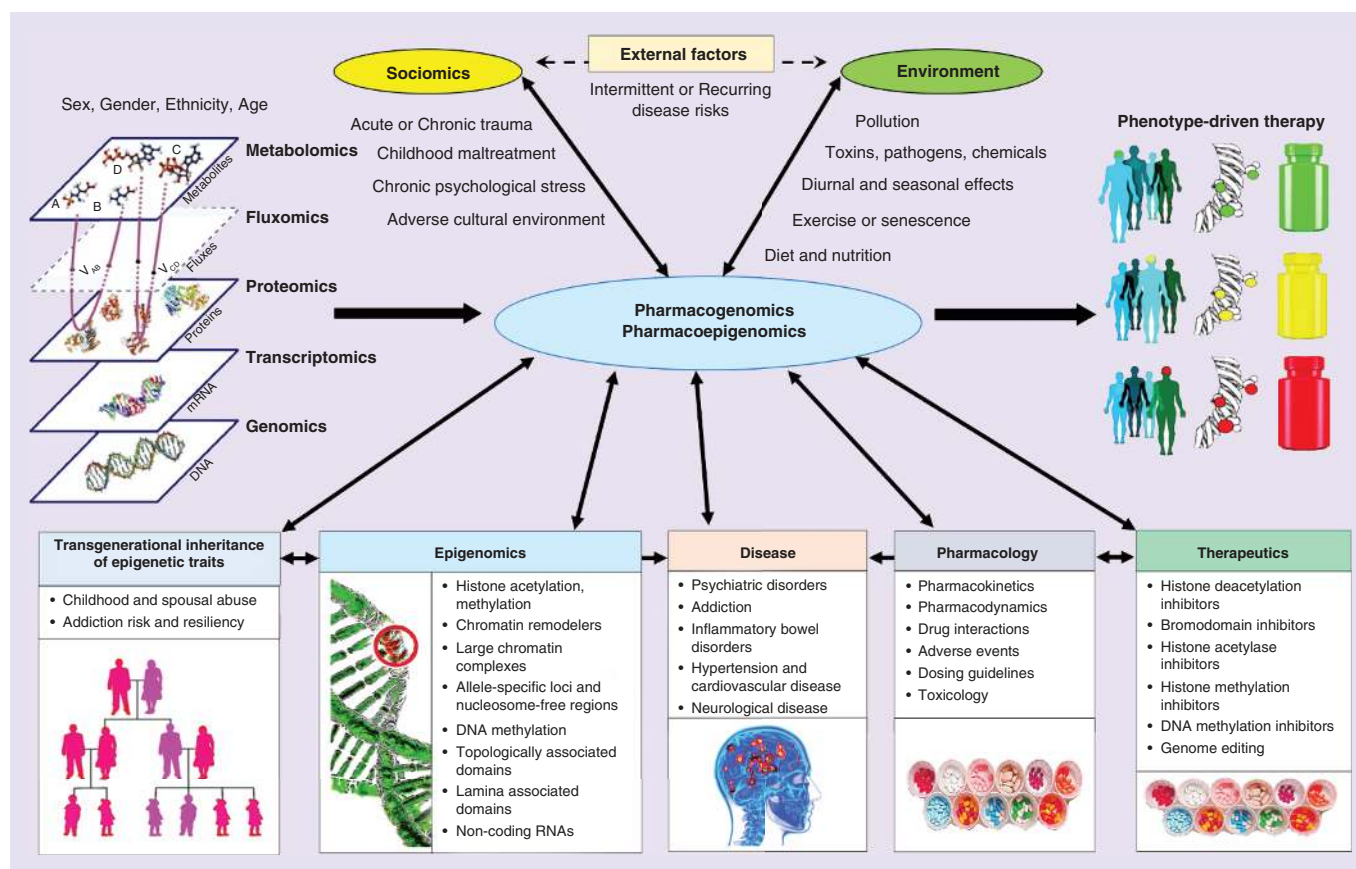 External factors
Sociomics
Environment
Intermittent or Recurring
disease risks
Sex, Gender, Ethnicity, Age
Metabolomics
Metabolites
A
B
C
D
Fluxomics
Fluxes
V AB
V CD
Proteomics
Proteins
Transcriptomics
mRNA
Genomics
DNA
Acute or Chronic trauma
Childhood maltreatment
Chronic psychological stress
Adverse cultural environment
Pollution
Toxins, pathogens, chemicals
Diurnal and seasonal effects
Exercise or senescence
Diet and nutrition
Phenotype-driven therapy
Pharmacogenomics
Pharmacoepigenomics
Transgenerational inheritance
of epigenetic traits
• Childhood and spousal abuse
• Addiction risk and resiliency
Epigenomics
• Histone acetylation,
methylation
• Chromatin remodelers
• Large chromatin
complexes
• Allele-specific loci and
nucleosome-free regions
• DNA methylation
• Topologically associated
domains
• Lamina associated
domains
• Non-coding RNAs
Disease
• Psychiatric disorders
• Addiction
• Inflammatory bowel
disorders
• Hypertension and
cardiovascular disease
• Neurological disease
Pharmacology
• Pharmacokinetics
• Pharmacodynamics
• Drug interactions
• Adverse events
• Dosing guidelines
• Toxicology
Therapeutics
• Histone deacetylation
inhibitors
• Bromodomain inhibitors
• Histone acetylase
inhibitors
• Histone methylation
inhibitors
• DNA methylation inhibitors
• Genome editing